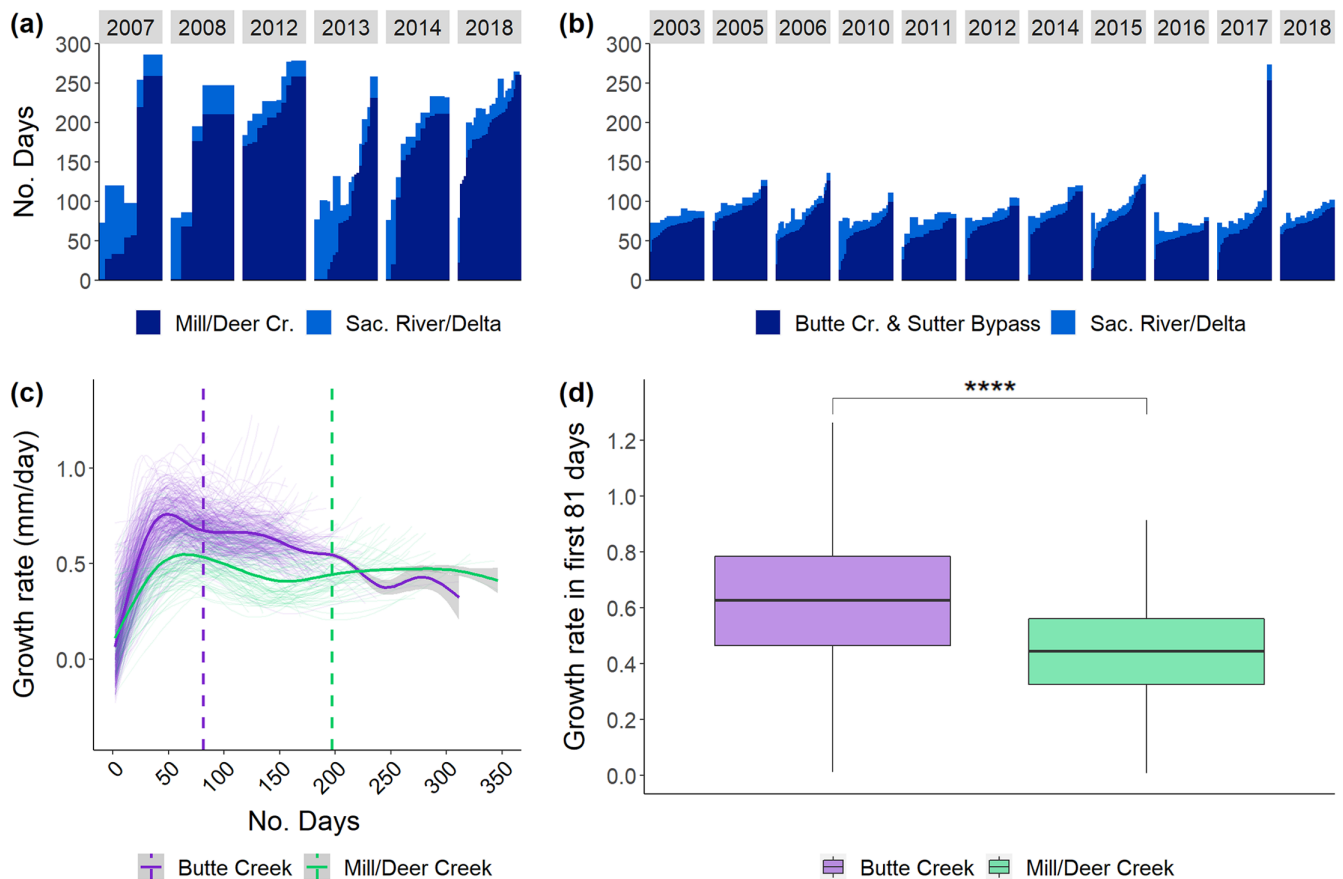 (a)
2007 2008 2012 2013 2014 2018
No. Days
300
250
200
150
100
50
0
Mill/Deer Cr. Sac. River/Delta
(b)
2003 2005 2006 2010 2011 2012 2014 2015 2016 2017 2018
300
250
200
150
100
50
0
Butte Cr. & Sutter Bypass Sac. River/Delta
(c)
Growth rate (mm/day)
1.0
0.5
0.0
0 50 100 150 200 250 300 350
No. Days
Butte Creek Mill/Deer Creek
(d)
****
Growth rate in first 81 days
1.2
1.0
0.8
0.6
0.4
0.2
0.0
Butte Creek Mill/Deer Creek